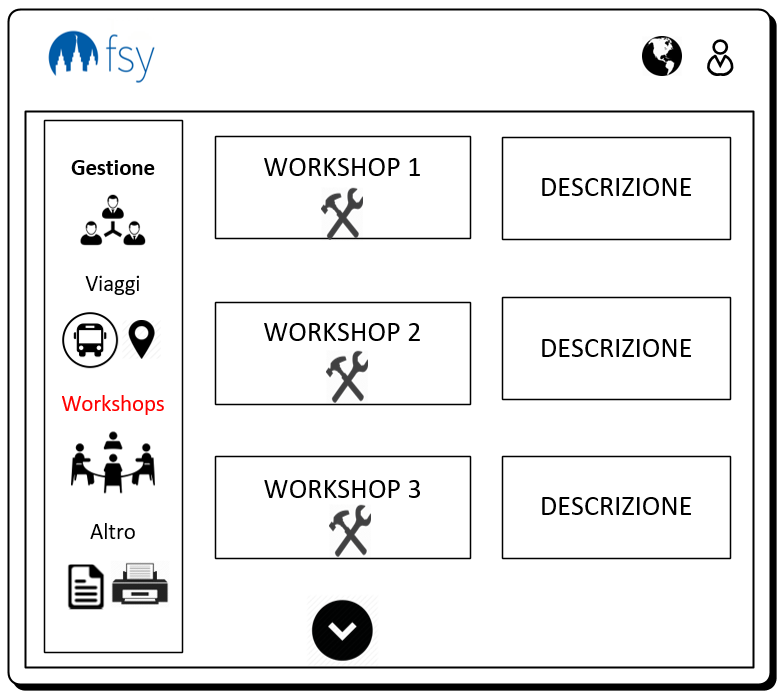 fsy
Gestione
Viaggi
Workshops
Altro
WORKSHOP 1
DESCRIZIONE
WORKSHOP 2
DESCRIZIONE
WORKSHOP 3
DESCRIZIONE